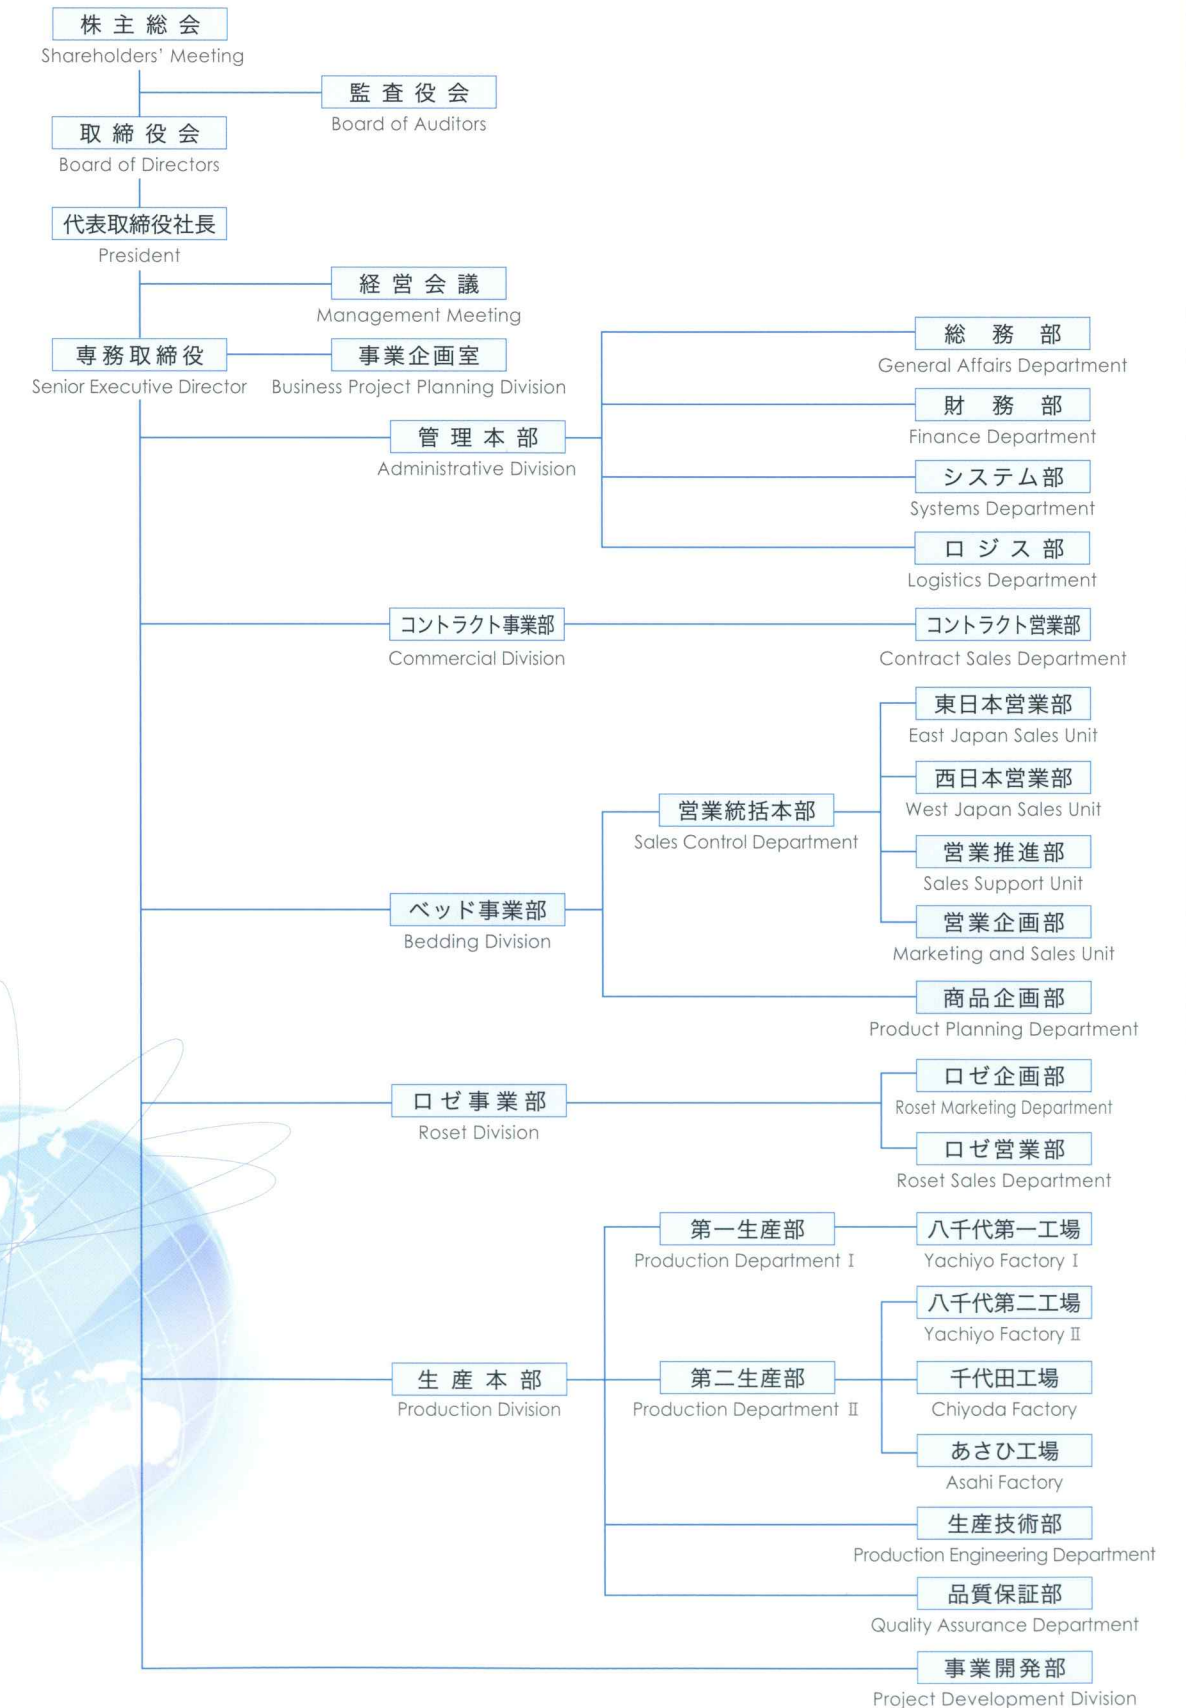 株主総会
Shareholders' Meeting
監査役会
Board of Auditors
取締役会
Board of Directors
代表取締役社長
President
経営会議
Management Meeting
専務取締役
Senior Executive Director
事業企画室
Business Project Planning Division
管理本部
Administrative Division
総務部
General Affairs Department
財務部
Finance Department
システム部
Systems Department
ロジス部
Logistics Department
コントラクト事業部
Commercial Division
コントラクト営業部
Contract Sales Department
ベッド事業部
Bedding Division
営業統括本部
Sales Control Department
東日本営業部
East Japan Sales Unit
西日本営業部
West Japan Sales Unit
営業推進部
Sales Support Unit
営業企画部
Marketing and Sales Unit
商品企画部
Product Planning Department
ロゼ事業部
Roset Division
ロゼ企画部
Roset Marketing Department
ロゼ営業部
Roset Sales Department
生産本部
Production Division
第一生産部
Production Department Ⅰ
八千代第一工場
Yachiyo Factory Ⅰ
第二生産部
Production Department Ⅱ
八千代第二工場
Yachiyo Factory Ⅱ
千代田工場
Chiyoda Factory
あさひ工場
Asahi Factory
生産技術部
Production Engineering Department
品質保証部
Quality Assurance Department
事業開発部
Project Development Division